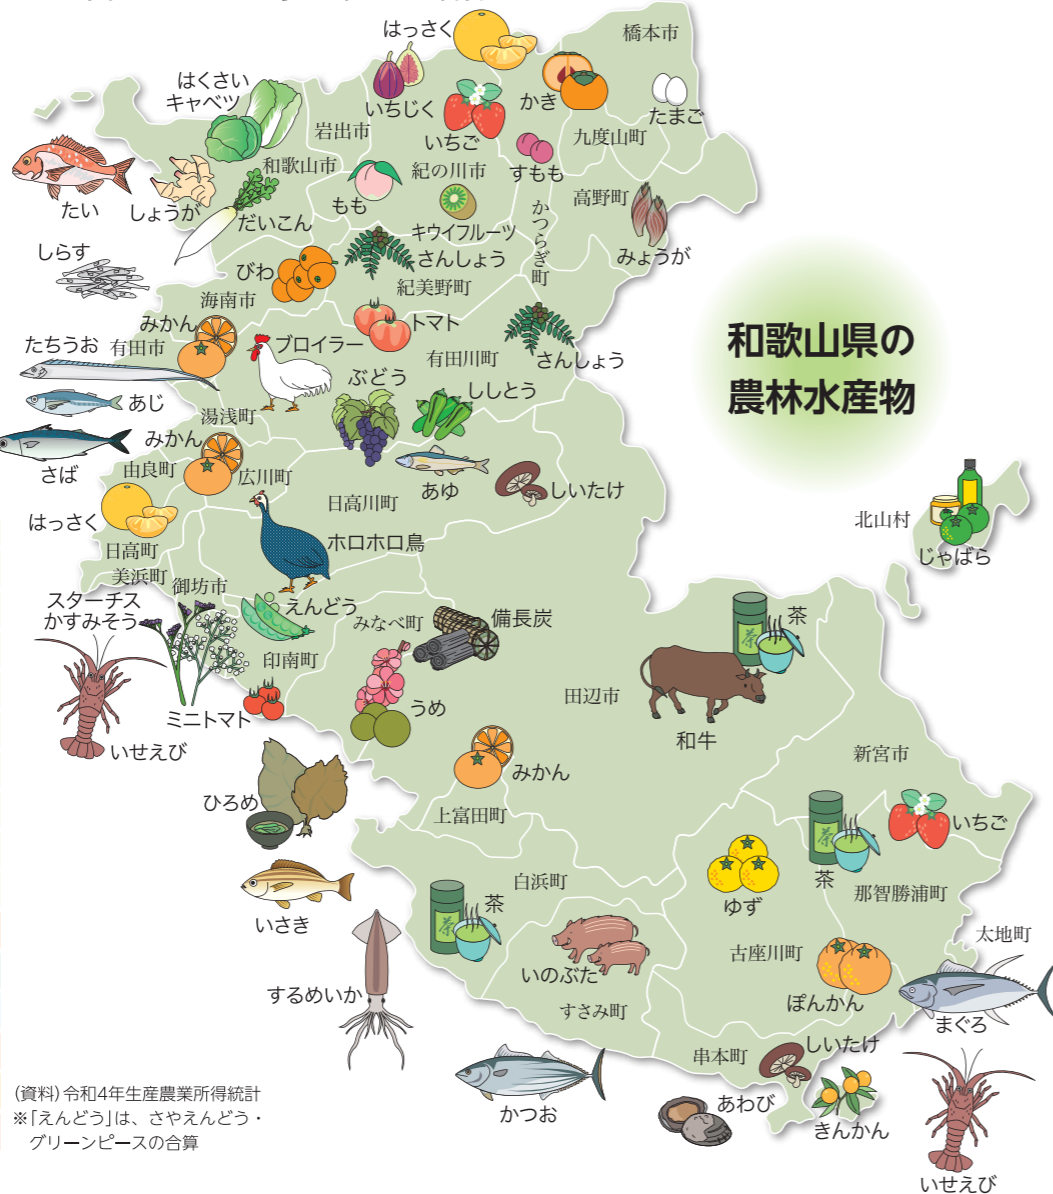 はっさく
橋本市
はくさい
キャベツ
いちじく
いちご
かき
たまご
岩出市
九度山町
和歌山市
紀の川市
すもも
たい
しょうが
だいこん
もも
キウイフルーツ
かつらぎ町
高野町
みょうが
しらす
びわ
さんしょう
海南市
紀美野町
和歌山県の
農林水産物
みかん
トマト
たちうお
有田市
ブロイラー
有田川町
さんしょう
ぶどう
ししとう
あじ
湯浅町
みかん
さば
由良町
広川町
あゆ
しいたけ
日高川町
はっさく
北山村
じゃばら
日高町
ホロホロ鳥
美浜町
御坊市
スターチス
かすみそう
えんどう
みなべ町
備長炭
茶
茶
印南町
田辺市
うめ
ミニトマト
いせえび
和牛
新宮市
みかん
ひろめ
上富田町
いちご
茶
茶
白浜町
ゆず
那智勝浦町
いさき
茶
茶
太地町
古座川町
いのぶた
するめいか
すさみ町
ぽんかん
まぐろ
串本町
しいたけ
かつお
あわび
きんかん
いせえび
(資料)令和4年生産農業所得統計
※「えんどう」は、さやえんどう・
グリーンピースの合算